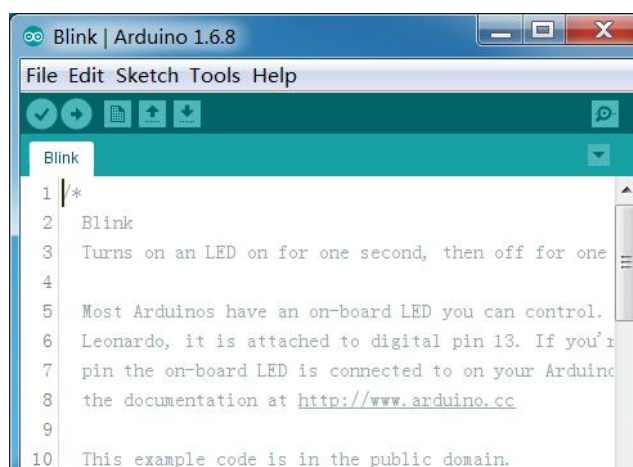 Blink | Arduino 1.6.8
File Edit Sketch Tools Help
Blink
1 /*
2 Blink
3 Turns on an LED on for one second, then off for one
4
5 Most Arduinos have an on-board LED you can control.
6 Leonardo, it is attached to digital pin 13. If you'r
7 pin the on-board LED is connected to on your Arduino
8 the documentation at http://www.arduino.cc
9
10 This example code is in the public domain.